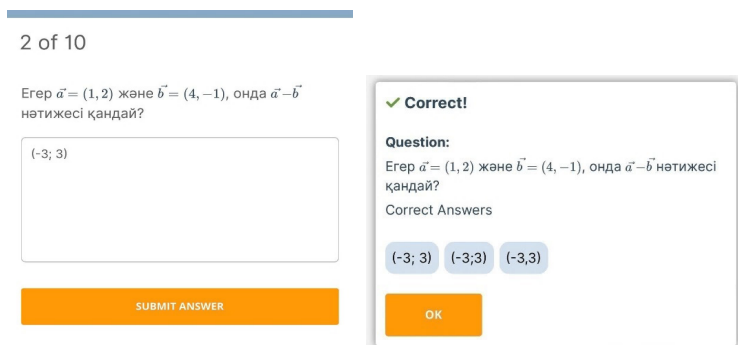 2 of 10
Егер a⃗ = (1, 2) және b⃗ = (4, −1), онда a⃗ −b⃗
нәтижесі қандай?
(-3; 3)
SUBMIT ANSWER
✓ Correct!
Question:
Егер a⃗ = (1, 2) және b⃗ = (4, −1), онда a⃗ −b⃗ нәтижесі
қандай?
Correct Answers
(-3; 3) (-3;3) (-3,3)
OK